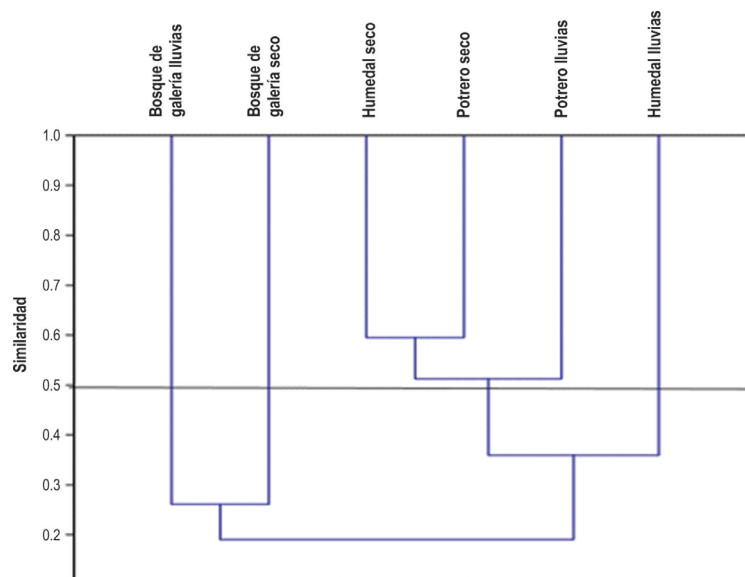 Bosque de
galería lluvias
Bosque de
galería seco
Humedal seco
Potrero seco
Potrero lluvias
Humedal lluvias
Similaridad
1.0
0.9
0.8
0.7
0.6
0.5
0.4
0.3
0.2